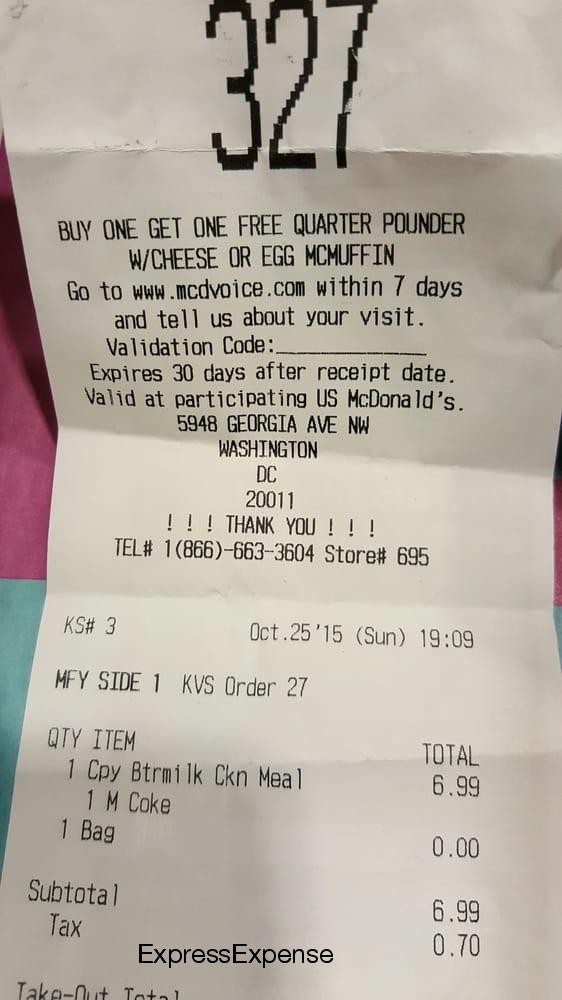 327
BUY ONE GET ONE FREE QUARTER POUNDER
W/CHEESE OR EGG MCMUFFIN
Go to www.mcdvoice.com within 7 days
and tell us about your visit.
Validation Code:_______________
Expires 30 days after receipt date.
Valid at participating US McDonald's.
5948 GEORGIA AVE NW
WASHINGTON
DC
20011
! ! ! THANK YOU ! ! !
TEL# 1(866)-663-3604 Store# 695
KS# 3 Oct.25'15 (Sun) 19:09
MFY SIDE 1 KVS Order 27
QTY ITEM TOTAL
1 Cpy Btrmilk Ckn Meal 6.99
1 M Coke
1 Bag 0.00
Subtotal 6.99
Tax 0.70
ExpressExpense
Take-Out Total